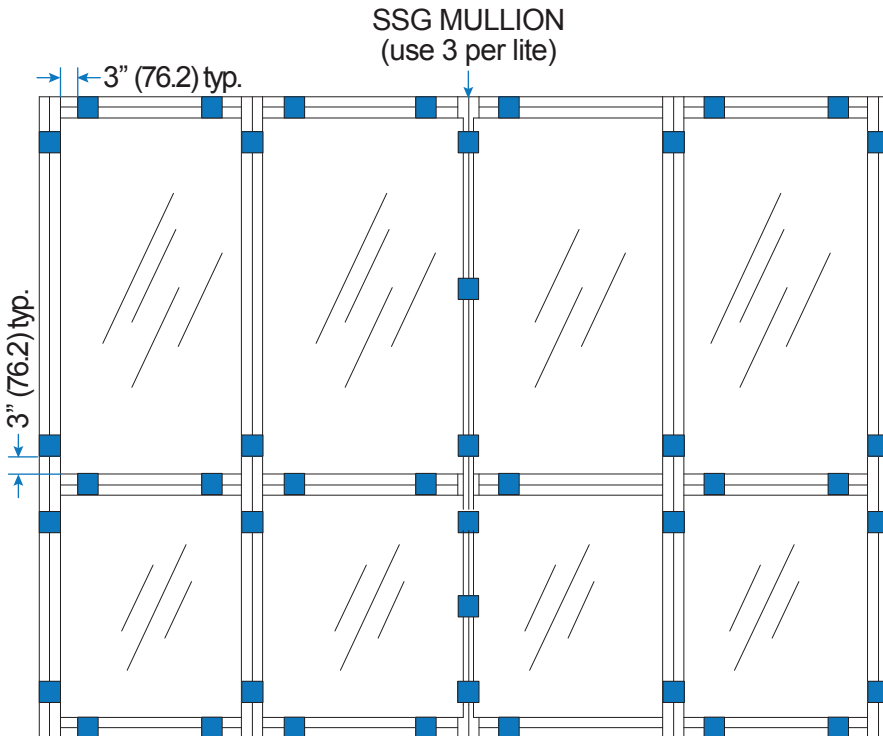 SSG MULLION
(use 3 per lite)
3” (76.2) typ.
3” (76.2) typ.